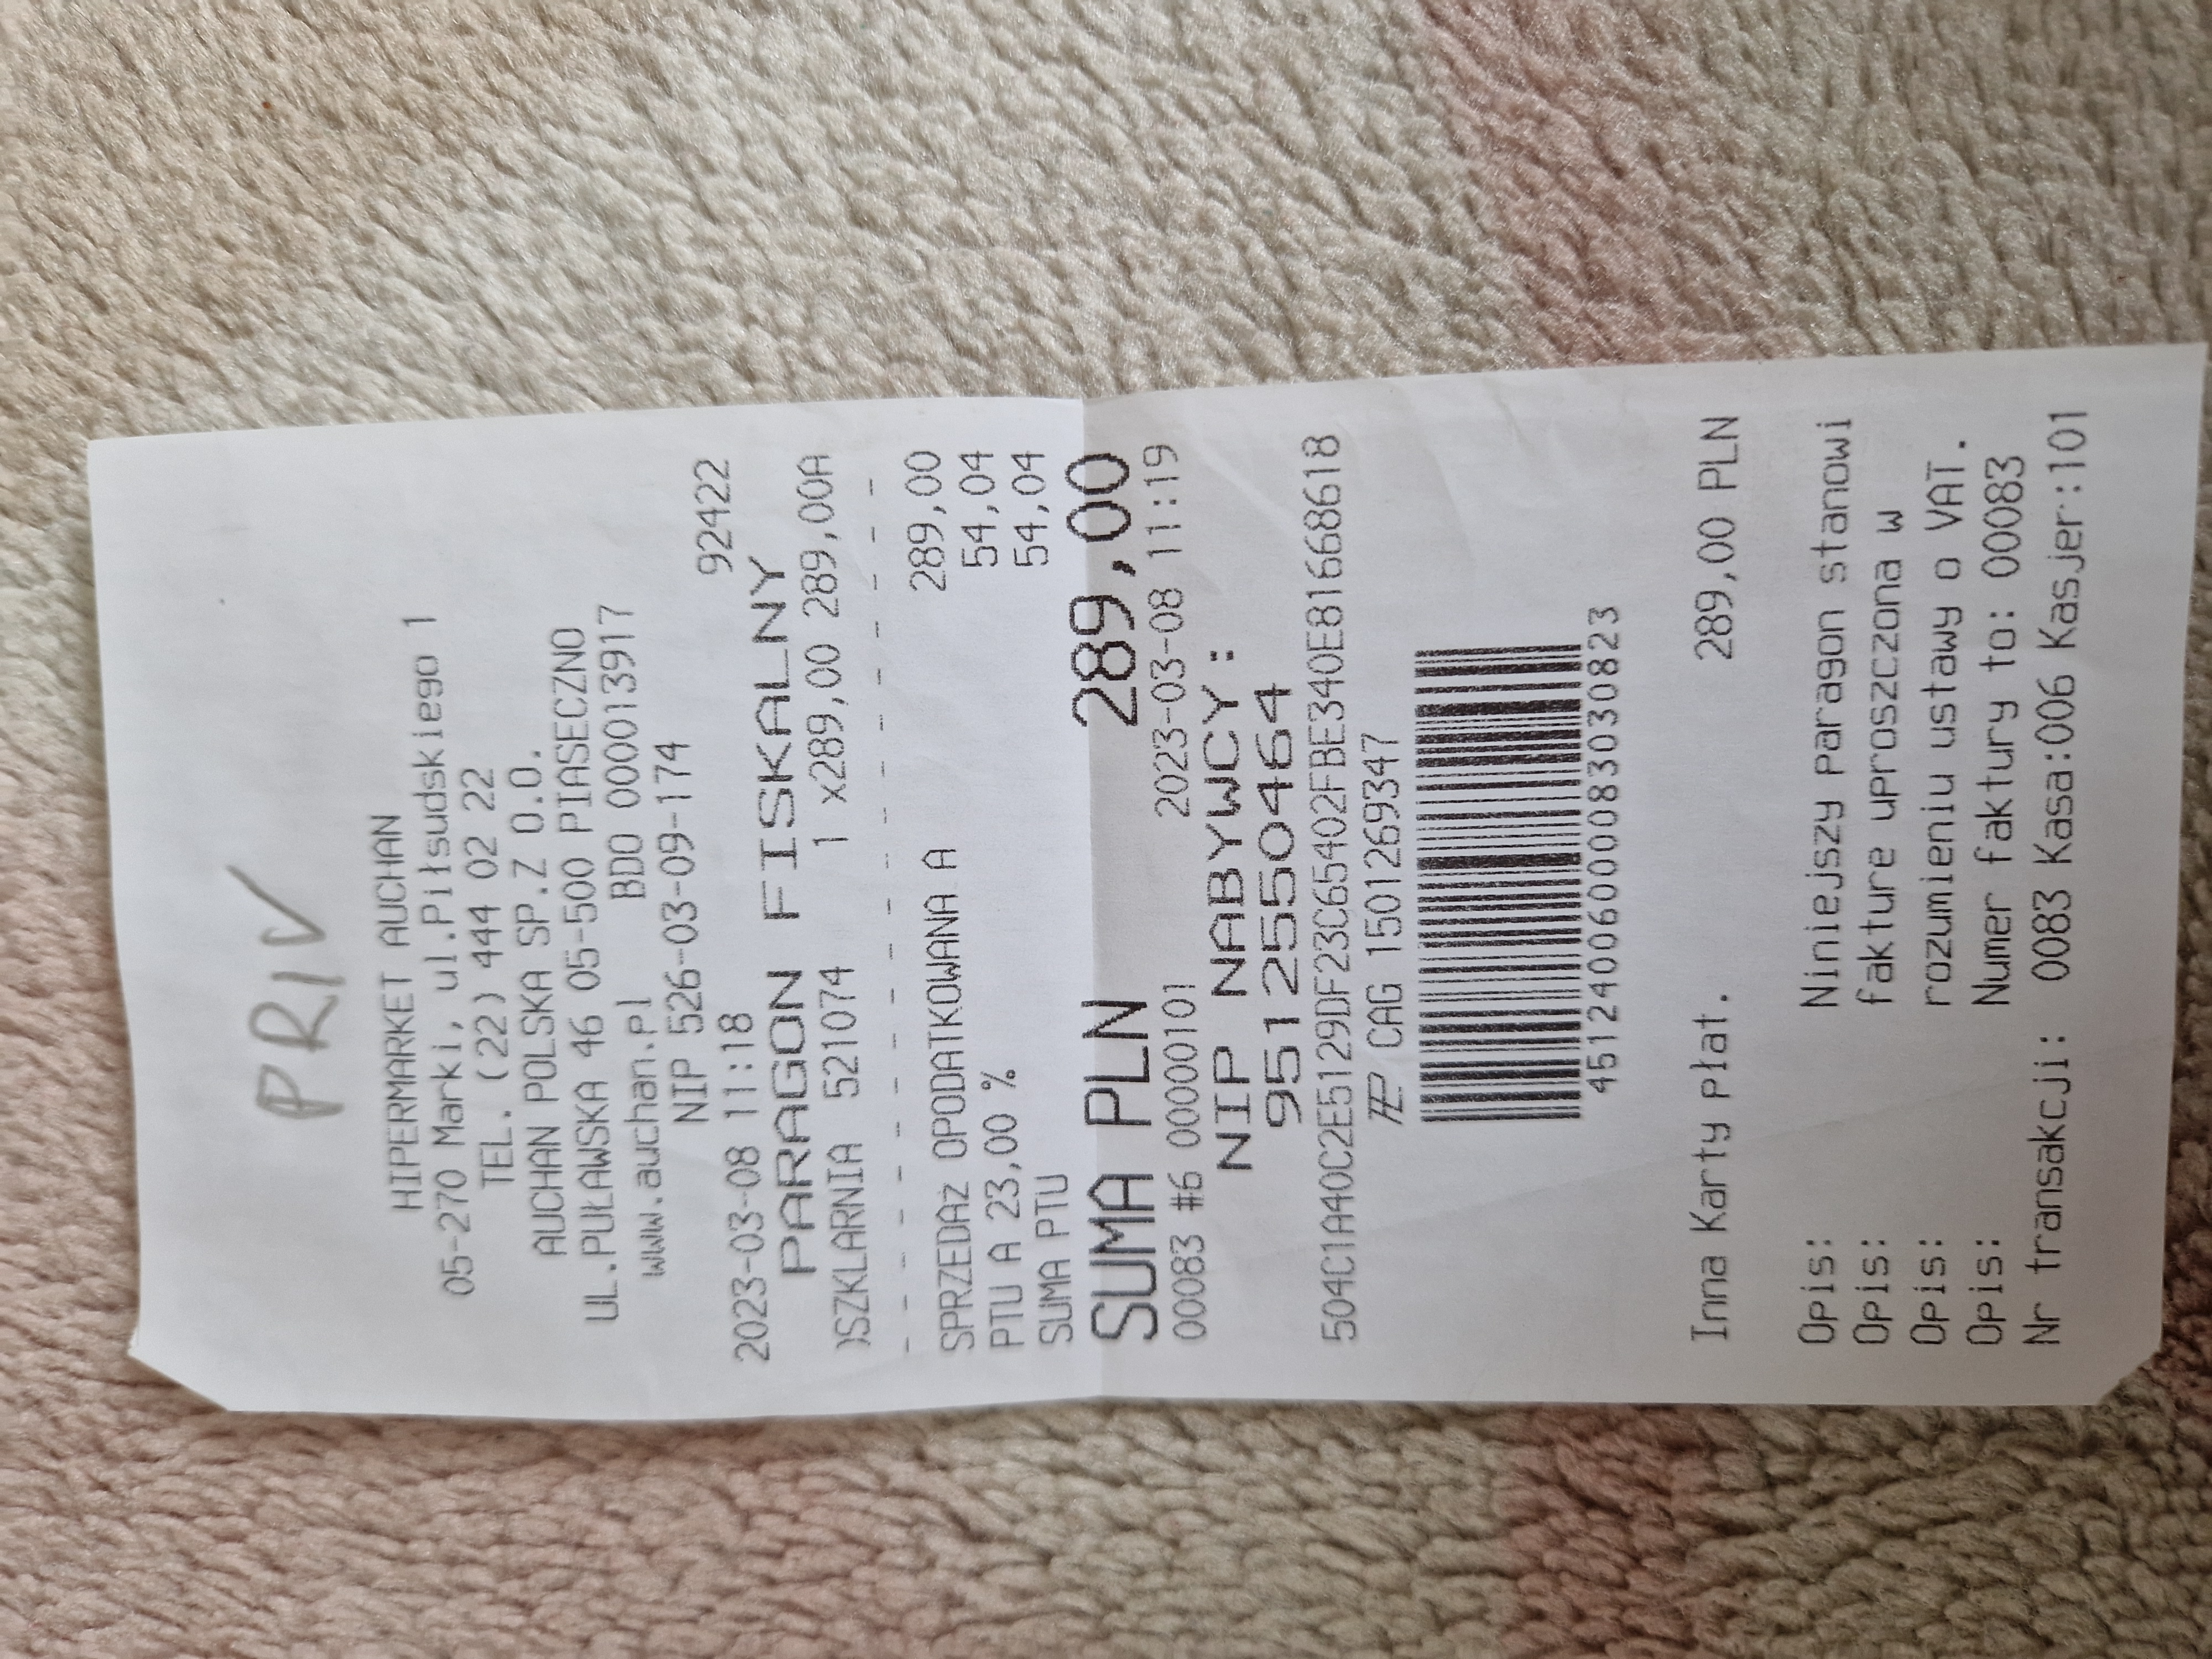 PRIV
HIPERMARKET AUCHAN
05-270 Marki, ul.Piłsudskiego 1
TEL. (22) 444 02 22
AUCHAN POLSKA SP.Z O.O.
UL.PUŁAWSKA 46 05-500 PIASECZNO
www.auchan.pl BDO 000013917
NIP 526-03-09-174
2023-03-08 11:18 92422
PARAGON FISKALNY
)SZKLARNIA 521074 1 x289,00 289,00A
- - - - - - - - - - - - - - - - - - - - -
SPRZEDAż OPODATKOWANA A 289,00
PTU A 23,00 % 54,04
SUMA PTU 54,04
SUMA PLN 289,00
00083 #6 00000101 2023-03-08 11:19
NIP NABYWCY:
9512550464
504C1A40C2E5129DF23C65402FBE340E81668618
CAG 1501269347
45124006000083030823
Inna Karty płat. 289,00 PLN
Opis: Niniejszy paragon stanowi
Opis: fakture uproszczona w
Opis: rozumieniu ustawy o VAT.
Opis: Numer faktury to: 00083
Nr transakcji: 0083 Kasa:006 Kasjer:101